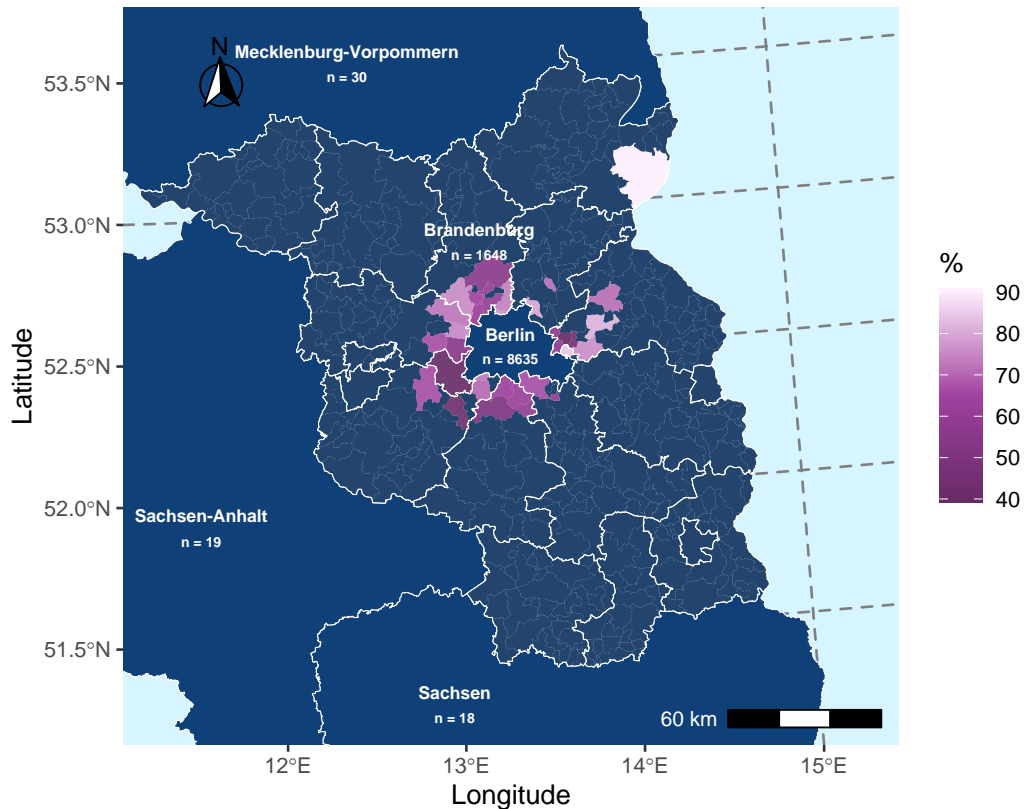 N
Mecklenburg-Vorpommern
n = 30
Brandenburg
n = 1648
Berlin
n = 8635
Sachsen-Anhalt
n = 19
Sachsen
n = 18
60 km
53.5°N
53.0°N
52.5°N
52.0°N
51.5°N
Latitude
12°E
13°E
14°E
15°E
Longitude
%
90
80
70
60
50
40